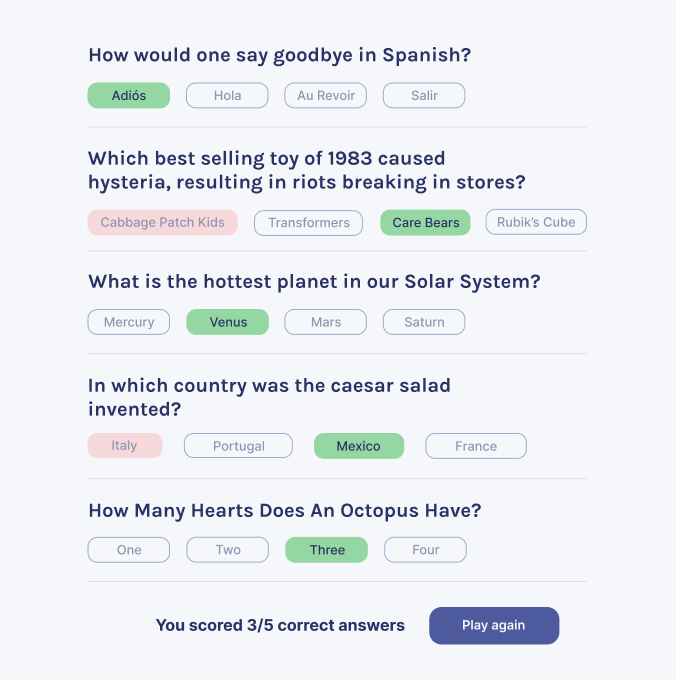 How would one say goodbye in Spanish?
Adiós Hola Au Revoir Salir
Which best selling toy of 1983 caused
hysteria, resulting in riots breaking in stores?
Cabbage Patch Kids Transformers Care Bears Rubik's Cube
What is the hottest planet in our Solar System?
Mercury Venus Mars Saturn
In which country was the caesar salad
invented?
Italy Portugal Mexico France
How Many Hearts Does An Octopus Have?
One Two Three Four
You scored 3/5 correct answers Play again